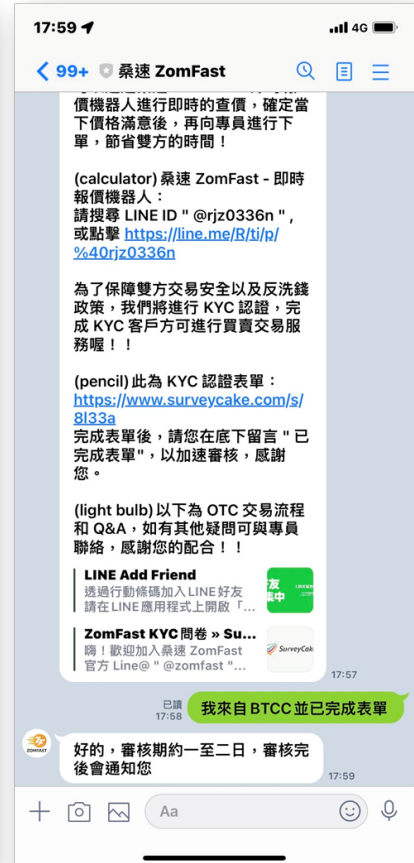 17:59
4G
99+ 桑速 ZomFast
價機器人進行即時的查價，確定當
下價格滿意後，再向專員進行下
單，節省雙方的時間！
(calculator) 桑速 ZomFast - 即時
報價機器人：
請搜尋 LINE ID " @rjz0336n "，
或點擊 https://line.me/R/ti/p/
%40rjz0336n
為了保障雙方交易安全以及反洗錢
政策，我們將進行 KYC 認證，完
成 KYC 客戶方可進行買賣交易服
務喔！！
(pencil) 此為 KYC 認證表單：
https://www.surveycake.com/s/
8l33a
完成表單後，請您在底下留言 " 已
完成表單"，以加速審核，感謝
您。
(light bulb) 以下為 OTC 交易流程
和 Q&A，如有其他疑問可與專員
聯絡，感謝您的配合！！
LINE Add Friend
透過行動條碼加入LINE好友
請在LINE應用程式上開啟「...
友
集中
ZomFast KYC問卷 » Su...
嗨！歡迎加入桑速 ZomFast
官方 Line@ " @zomfast "...
SurveyCak
17:57
已讀
17:58
我來自BTCC並已完成表單
ZOMFAST
好的，審核期約一至二日，審核完
後會通知您
17:59
Aa